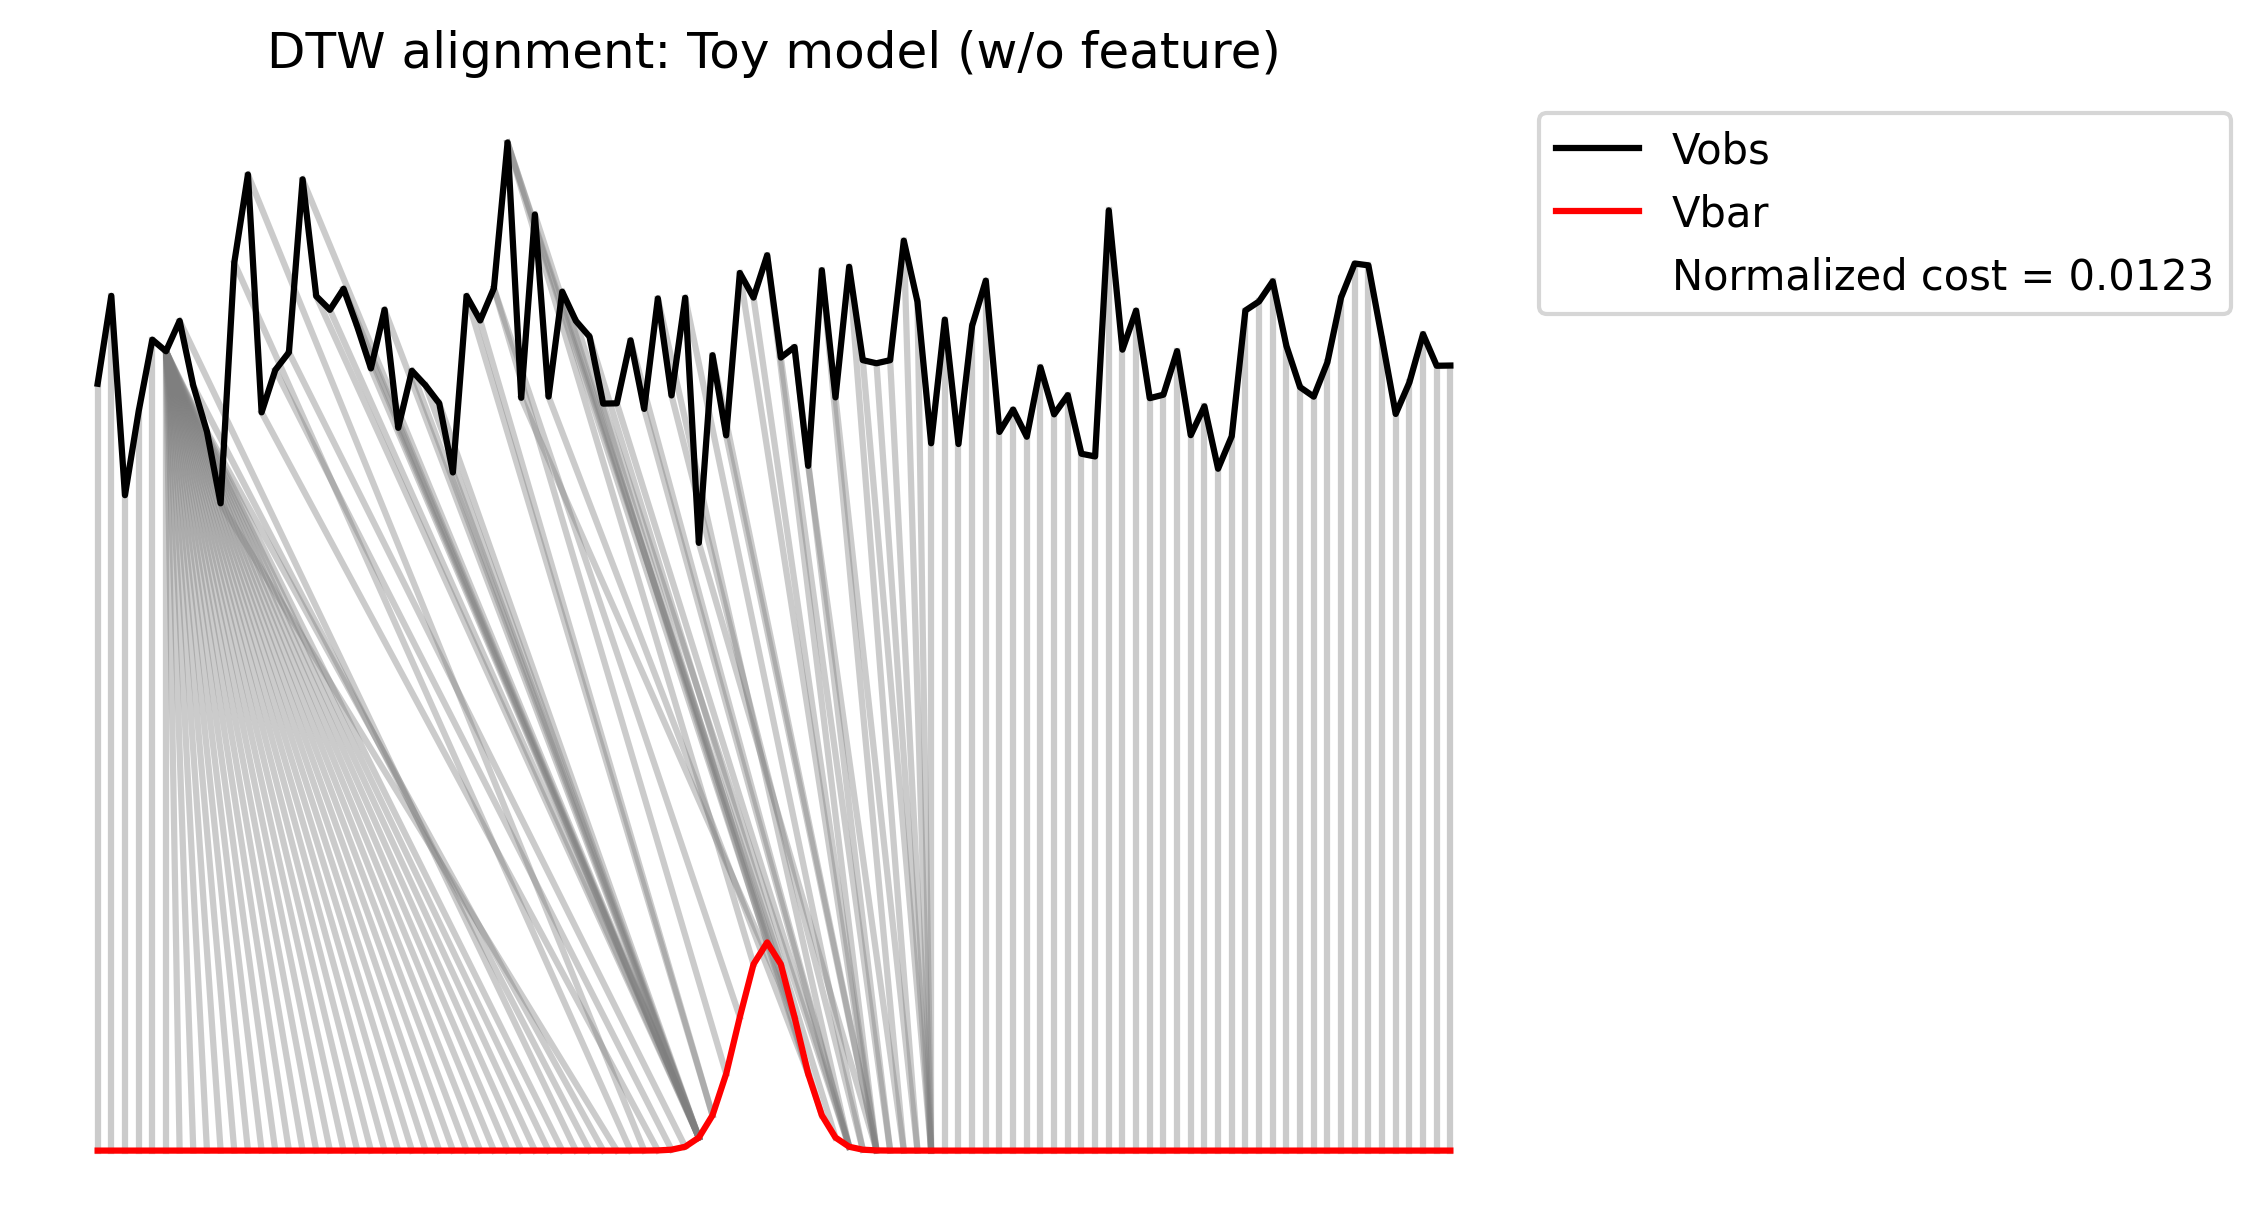 DTW alignment: Toy model (w/o feature)
Vobs
Vbar
Normalized cost = 0.0123